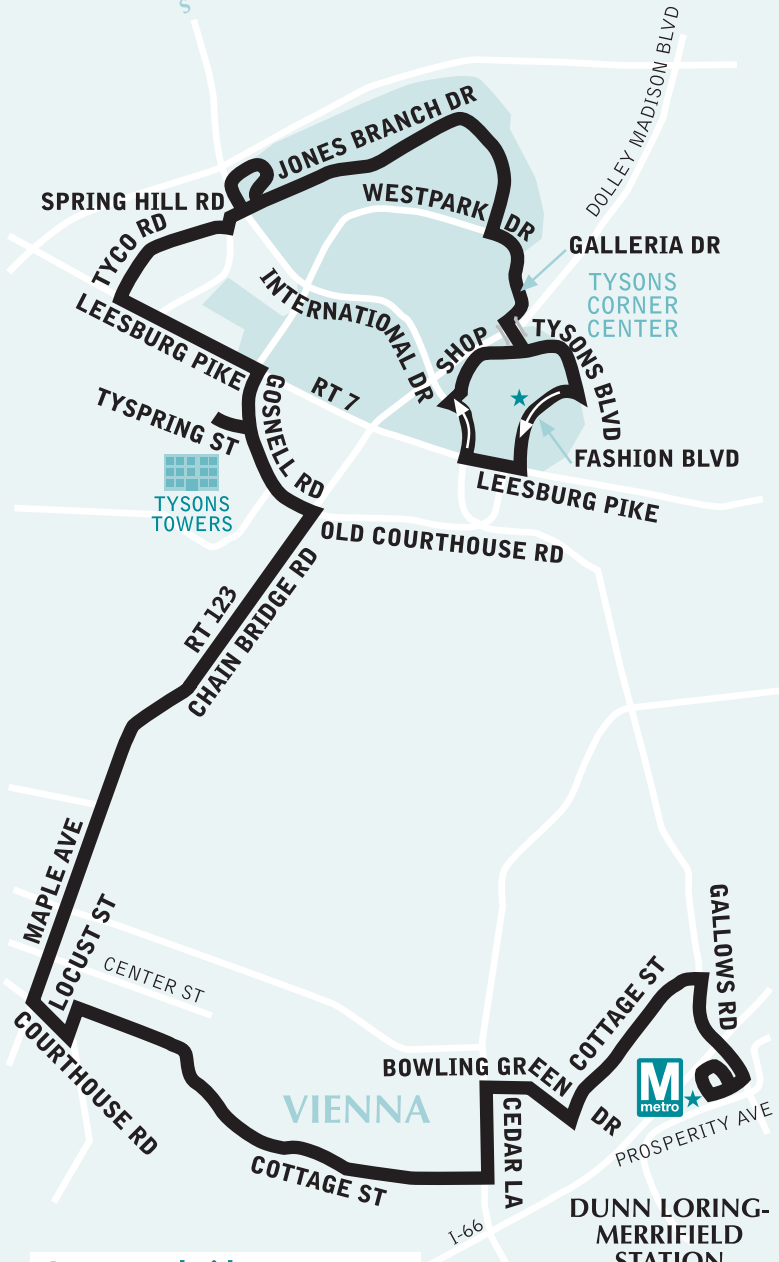 S
DOLLEY MADISON BLVD
JONES BRANCH DR
SPRING HILL RD
WESTPARK DR
TYCO RD
GALLERIA DR
TYSONS
CORNER
CENTER
INTERNATIONAL DR
LEESBURG PIKE
SHOP
TYSONS BLVD
RT 7
GOSNELL RD
TYSPRING ST
FASHION BLVD
TYSONS
TOWERS
LEESBURG PIKE
OLD COURTHOUSE RD
RT 123
CHAIN BRIDGE RD
MAPLE AVE
LOCUST ST
CENTER ST
GALLOWS RD
COTTAGE ST
COURTHOUSE RD
BOWLING GREEN DR
M
metro
VIENNA
CEDAR LA
PROSPERITY AVE
COTTAGE ST
I-66
DUNN LORING-
MERRIFIELD
STATION